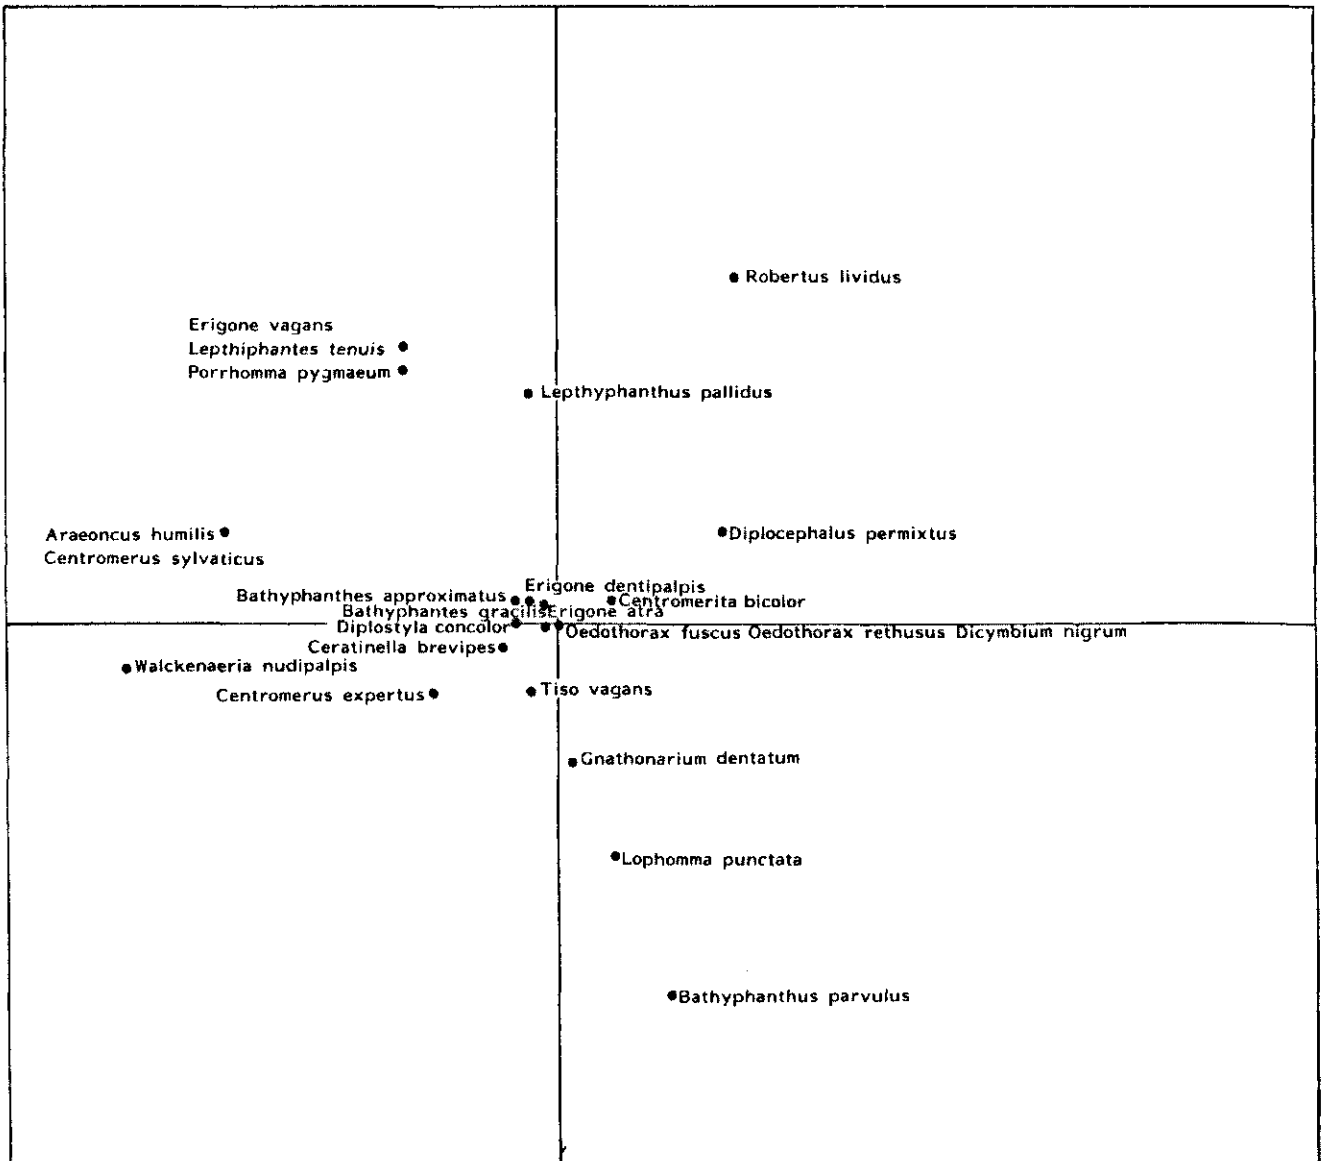 Robertus lividus
Erigone vagans
Lepthiphantes tenuis
Porrhomma pygmaeum
Lepthyphanthus pallidus
Araeoncus humilis
Centromerus sylvaticus
Diplocephalus permixtus
Erigone dentipalpis
Bathyphanthes approximatus
Centromerita bicolor
Bathyphantes gracilis
Erigone atra
Diplostyla concolor
Oedothorax fuscus Oedothorax rethusus Dicymbium nigrum
Ceratinella brevipes
Walckenaeria nudipalpis
Centromerus expertus
Tiso vagans
Gnathonarium dentatum
Lophomma punctata
Bathyphanthus parvulus